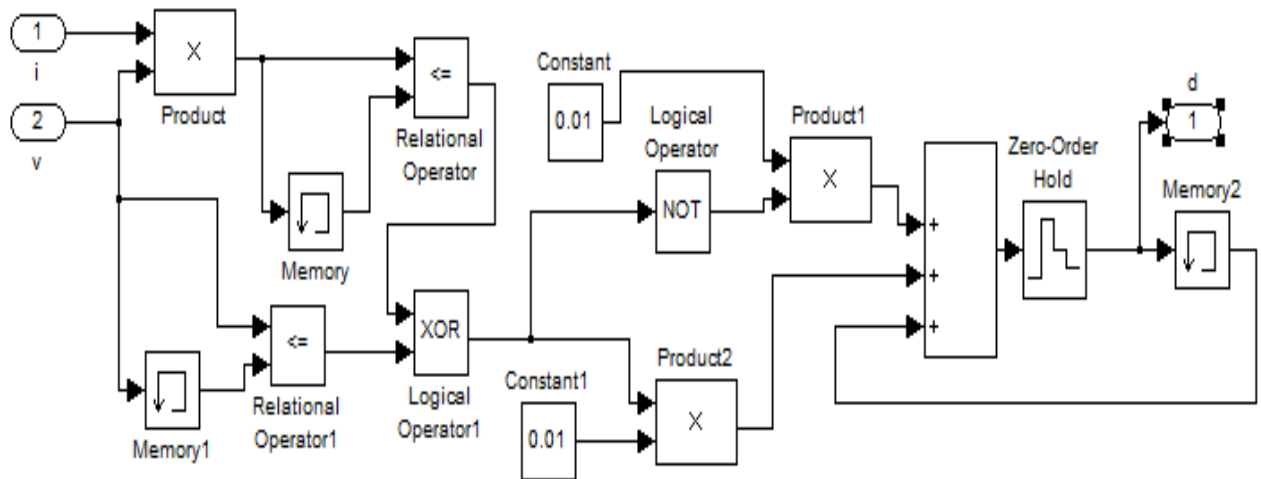 1
i
2
v
X
Product
<=
Relational
Operator
Memory
Memory1
<=
Relational
Operator1
XOR
Logical
Operator1
Constant
0.01
Logical
Operator
NOT
Product1
X
Constant1
0.01
Product2
X
+
+
+
Zero-Order
Hold
d
1
Memory2